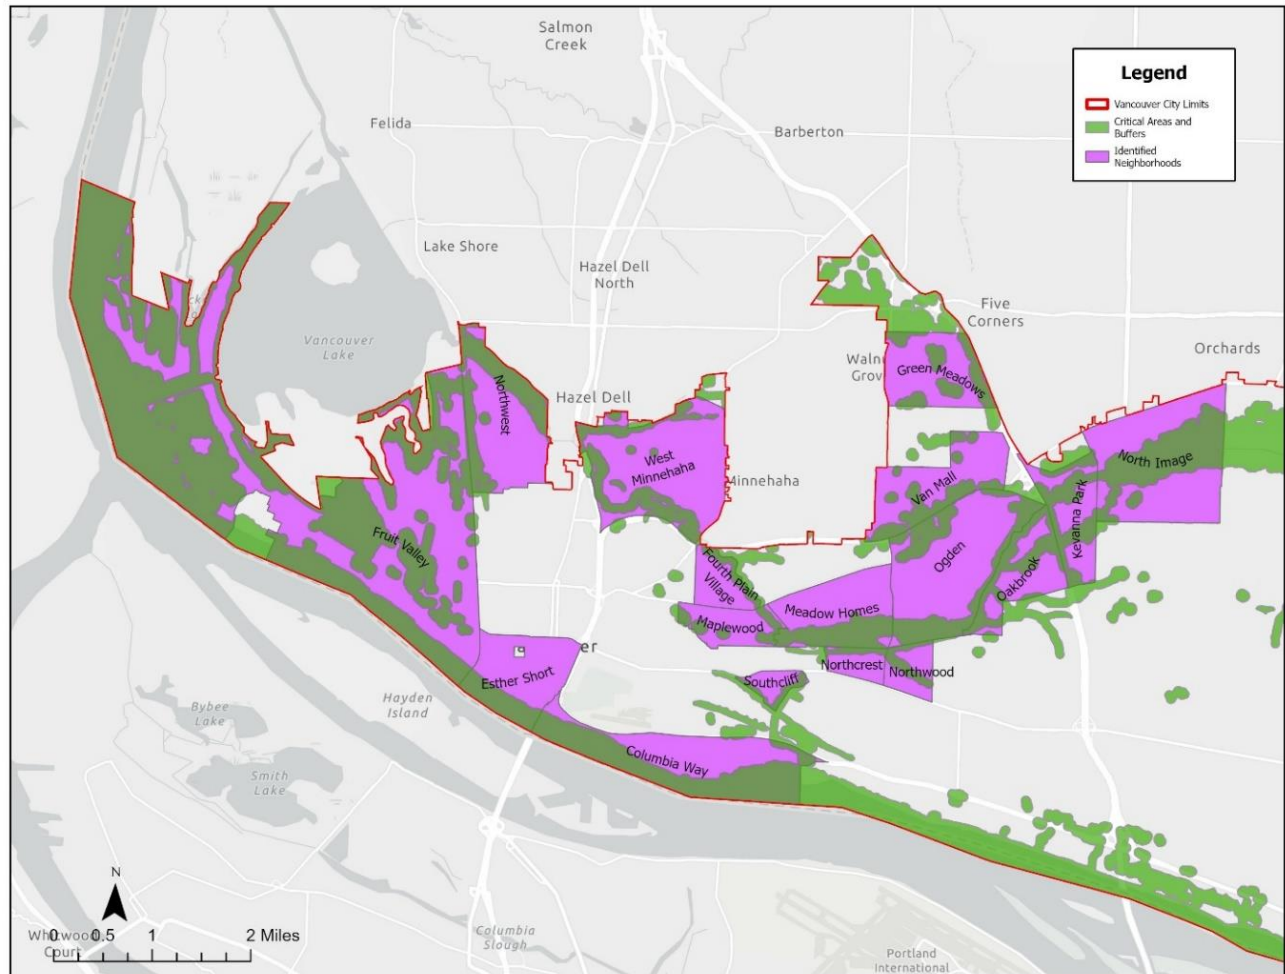 Salmon
Creek
Legend
Vancouver City Limits
Critical Areas and
Buffers
Identified
Neighborhoods
Felida
Barberton
Lake Shore
Hazel Dell
North
Five
Corners
Vancouver
Lake
Orchards
Grov
Green Meadows
Northwest
Hazel Dell
West
Minnehaha
Minnehaha
North Image
Van Mall
Kevanna Park
Fruit Valley
Ogden
Oakbrook
Fourth Plain
Village
Meadow Homes
Maplewood
er
Esther Short
Northcrest
Northwood
Southcliff
Hayden
Island
Bybee
Lake
Columbia Way
Smith
Lake
N
0 0.5 1 2 Miles
Court
Columbia
Slough
Portland
International